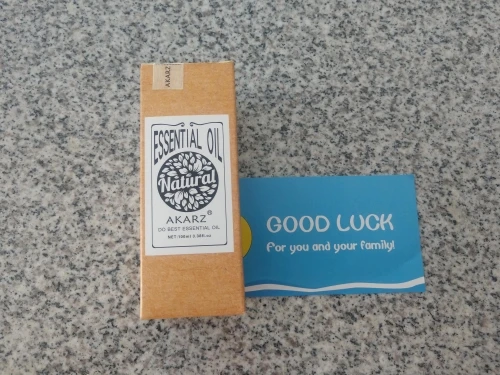 AKARZ
ESSENTIAL OIL
Natural
AKARZ®
DO BEST ESSENTIAL OIL
GOOD LUCK
For you and your family!